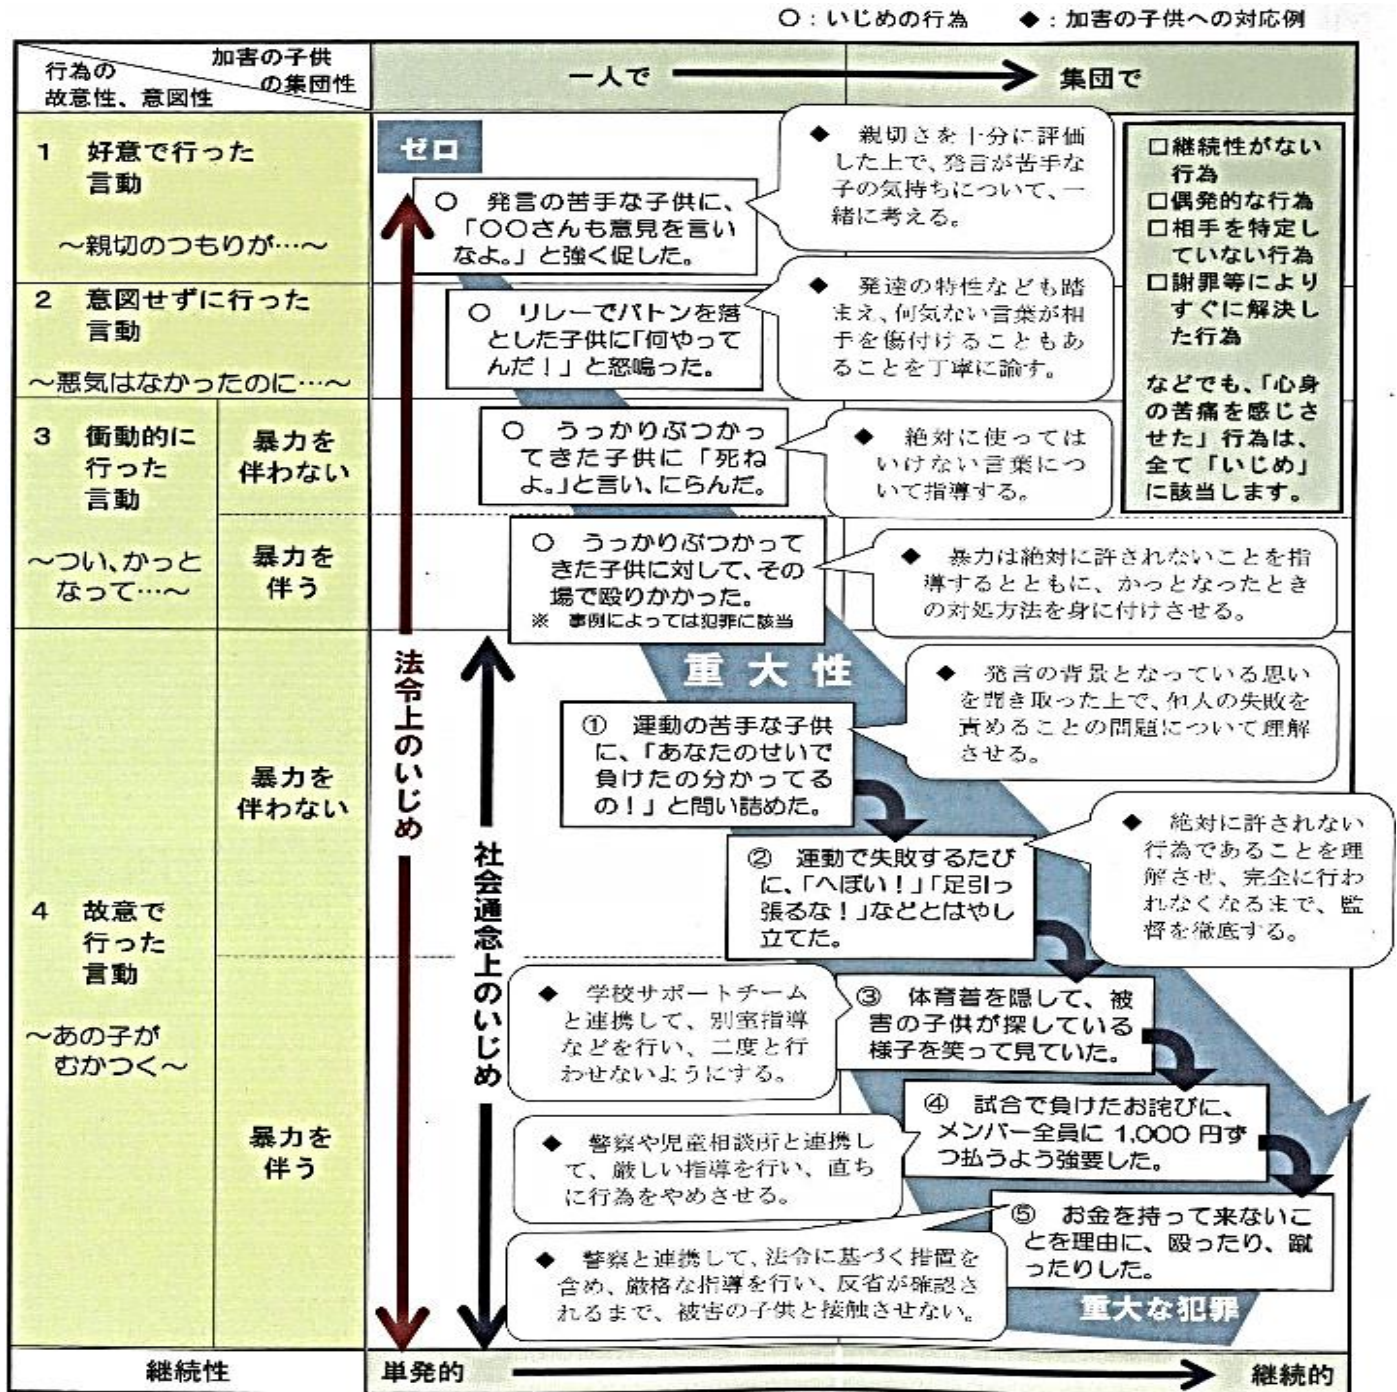 ○：いじめの行為　◆：加害の子供への対応例
加害の子供
の集団性
行為の
故意性、意図性
一人で
集団で
1　好意で行った
言動
～親切のつもりが…～
ゼロ
○　発言の苦手な子供に、
「〇〇さんも意見を言い
なよ。」と強く促した。
◆　親切さを十分に評価
した上で、発言が苦手な
子の気持ちについて、一
緒に考える。
□継続性がない
行為
□偶発的な行為
□相手を特定し
ていない行為
□謝罪等により
すぐに解決し
た行為
などでも、「心身
の苦痛を感じさ
せた」行為は、
全て「いじめ」
に該当します。
2　意図せずに行った
言動
～悪気はなかったのに…～
○　リレーでバトンを落
とした子供に「何やって
んだ！」と怒鳴った。
◆　発達の特性なども踏
まえ、何気ない言葉が相
手を傷付けることもあ
ることを丁寧に諭す。
3　衝動的に
行った
言動
～つい、かっと
なって…～
暴力を
伴わない
○　うっかりぶつかっ
てきた子供に「死ね
よ。」と言い、にらんだ。
◆　絶対に使っては
いけない言葉につ
いて指導する。
暴力を
伴う
○　うっかりぶつかって
きた子供に対して、その
場で殴りかかった。
※　事例によっては犯罪に該当
◆　暴力は絶対に許されないことを指
導するとともに、かっとなったとき
の対処方法を身に付けさせる。
法令上のいじめ
社会通念上のいじめ
重大性
4　故意で
行った
言動
～あの子が
むかつく～
暴力を
伴わない
①　運動の苦手な子供
に、「あなたのせいで
負けたの分かってる
の！」と問い詰めた。
◆　発言の背景となっている思い
を聞き取った上で、他人の失敗を
責めることの問題について理解
させる。
②　運動で失敗するたび
に、「へぼい！」「足引っ
張るな！」などとはやし
立てた。
◆　絶対に許されない
行為であることを理
解させ、完全に行わ
れなくなるまで、監
督を徹底する。
暴力を
伴う
◆　学校サポートチーム
と連携して、別室指導
などを行い、二度と行
わせないようにする。
③　体育着を隠して、被
害の子供が探している
様子を笑って見ていた。
◆　警察や児童相談所と連携し
て、厳しい指導を行い、直ち
に行為をやめさせる。
④　試合で負けたお詫びに、
メンバー全員に 1,000 円ず
つ払うよう強要した。
◆　警察と連携して、法令に基づく措置を
含め、厳格な指導を行い、反省が確認さ
れるまで、被害の子供と接触させない。
⑤　お金を持って来ないこ
とを理由に、殴ったり、蹴
ったりした。
重大な犯罪
継続性
単発的
継続的